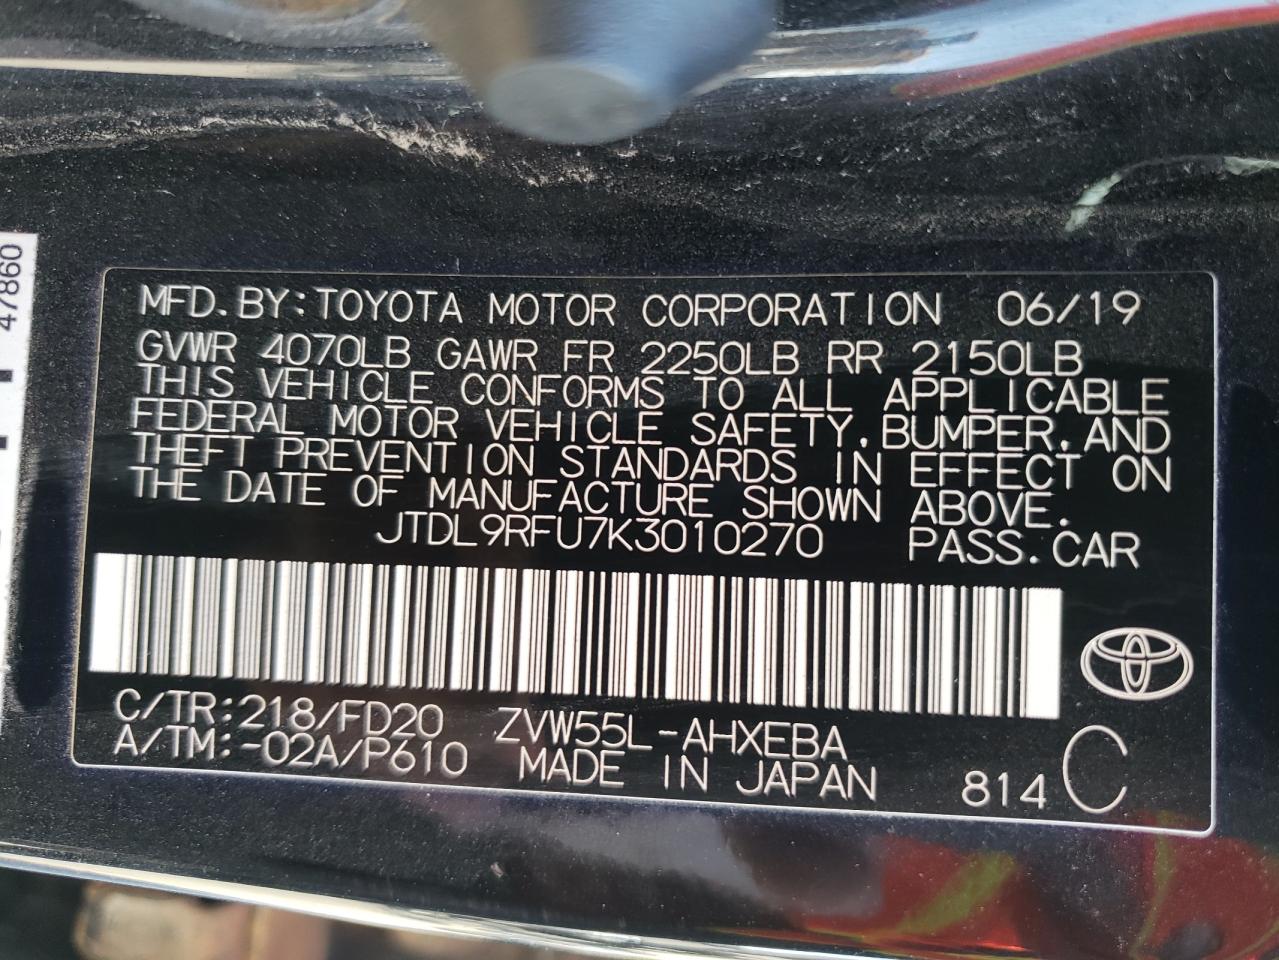 47860
MFD.BY:TOYOTA MOTOR CORPORATION 06/19
GVWR 4070LB GAWR FR 2250LB RR 2150LB
THIS VEHICLE CONFORMS TO ALL APPLICABLE
FEDERAL MOTOR VEHICLE SAFETY,BUMPER,AND
THEFT PREVENTION STANDARDS IN EFFECT ON
THE DATE OF MANUFACTURE SHOWN ABOVE.
JTDL9RFU7K3010270 PASS.CAR
C/TR:218/FD20 ZVW55L-AHXEBA
A/TM:-02A/P610 MADE IN JAPAN 814 C